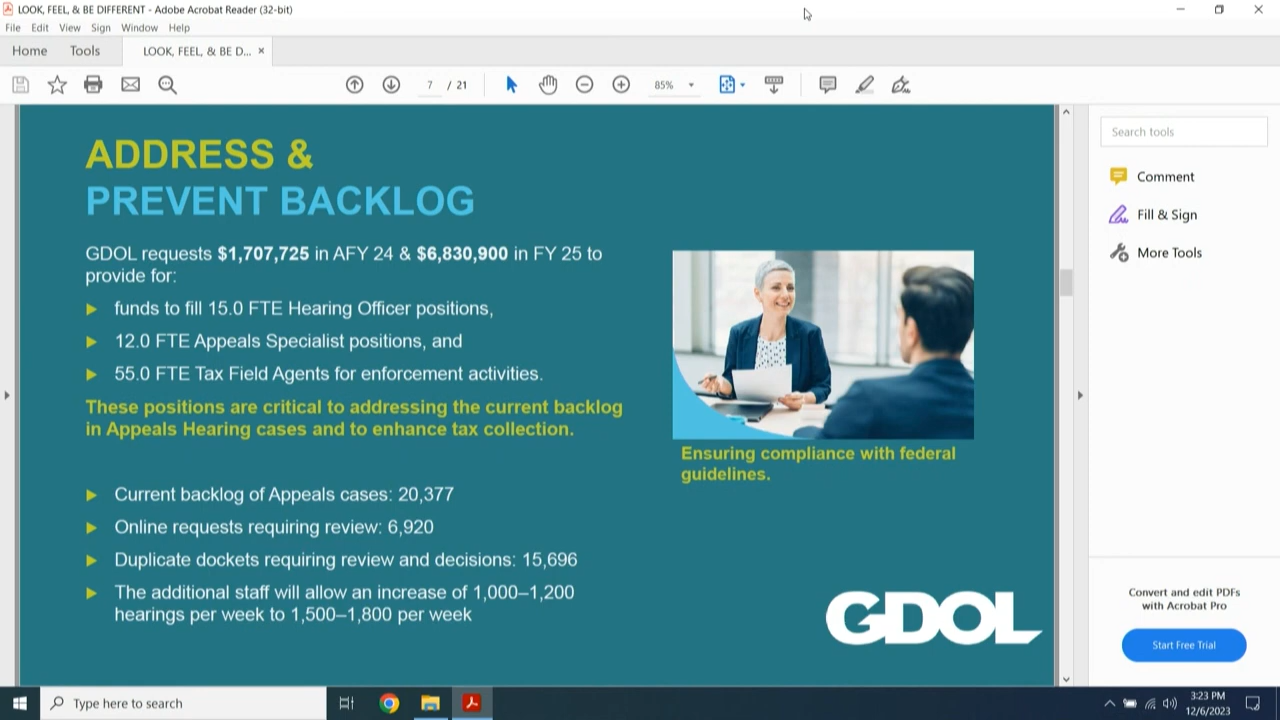 LOOK, FEEL, & BE DIFFERENT - Adobe Acrobat Reader (32-bit)
File Edit View Sign Window Help
Home Tools LOOK, FEEL, & BE D... ×
7 / 21 85%
Search tools
Comment
Fill & Sign
More Tools
ADDRESS &
PREVENT BACKLOG
GDOL requests $1,707,725 in AFY 24 & $6,830,900 in FY 25 to
provide for:
funds to fill 15.0 FTE Hearing Officer positions,
12.0 FTE Appeals Specialist positions, and
55.0 FTE Tax Field Agents for enforcement activities.
These positions are critical to addressing the current backlog
in Appeals Hearing cases and to enhance tax collection.
Ensuring compliance with federal
guidelines.
Current backlog of Appeals cases: 20,377
Online requests requiring review: 6,920
Duplicate dockets requiring review and decisions: 15,696
The additional staff will allow an increase of 1,000–1,200
hearings per week to 1,500–1,800 per week
GDOL
Convert and edit PDFs
with Acrobat Pro
Start Free Trial
Type here to search
3:23 PM
12/6/2023